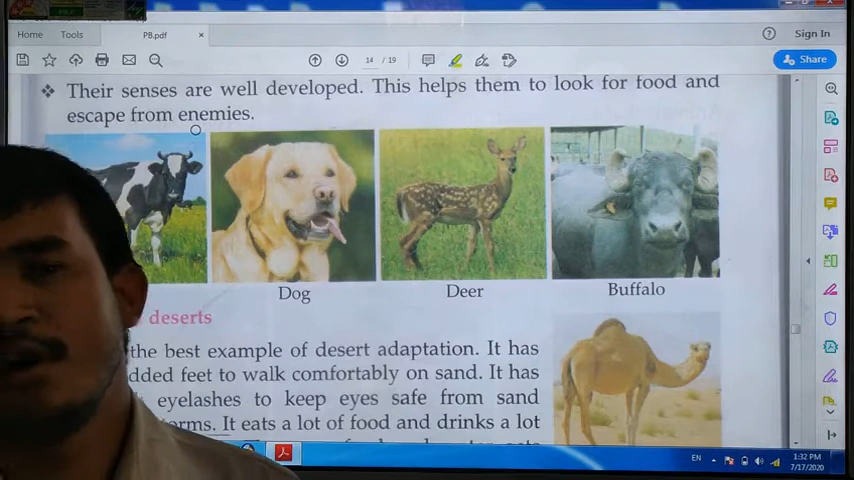 Home Tools PB.pdf × Sign In
14 / 19 Share
❖ Their senses are well developed. This helps them to look for food and
escape from enemies.
Dog Deer Buffalo
deserts
the best example of desert adaptation. It has
dded feet to walk comfortably on sand. It has
eyelashes to keep eyes safe from sand
orms. It eats a lot of food and drinks a lot
EN 1:32 PM
7/17/2020